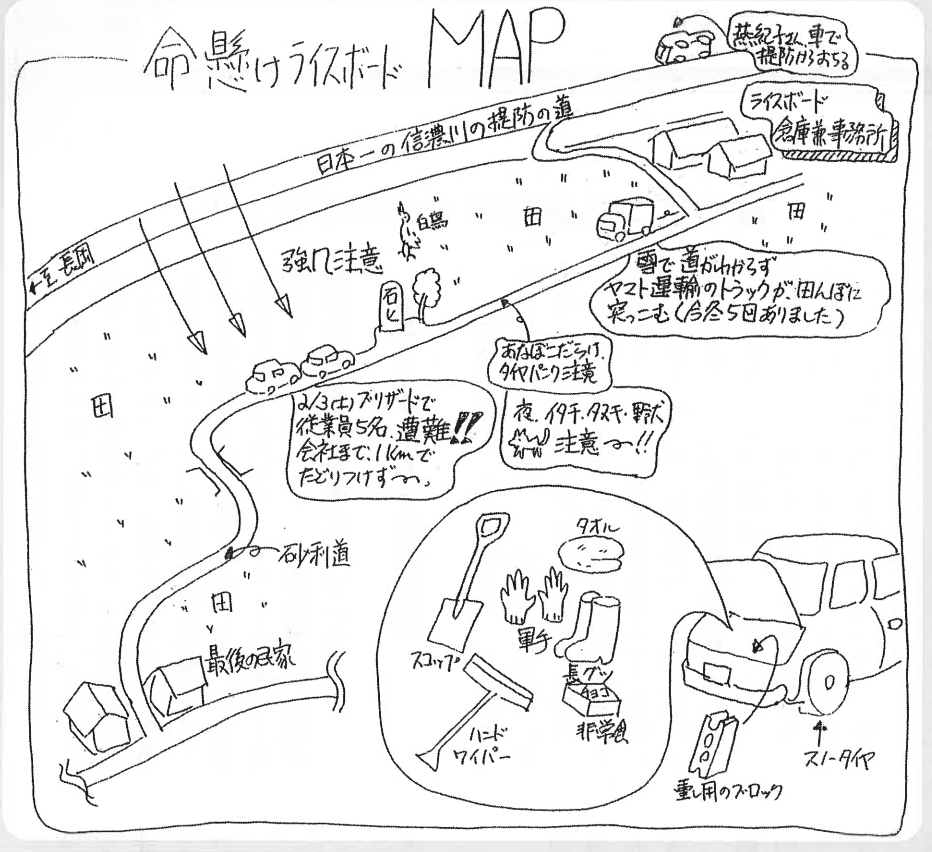 命懸けライスボード MAP
燕紀子さん、車で
提防からおちる
ライスボード
倉庫兼事務所
日本一の信濃川の提防の道
←至 長岡
強風注意
白鳥
田
田
石ヒ
雪で道がわからず
ヤマト運輸のトラックが、田んぼに
突っこむ(今冬5回ありました)
あなぼこだらけ、
タイヤパンク注意
田
2/3(土)ブリザードで
従業員5名、遭難!!
会社まで、1kmで
たどりつけず〜、
夜、イタチ・タヌキ・野犬
注意〜!!
砂利道
田
最後の民家
タオル
軍手
スコップ
長グツ
チョコ
非常食
ハンド
ワイパー
重し用のブロック
スノータイヤ